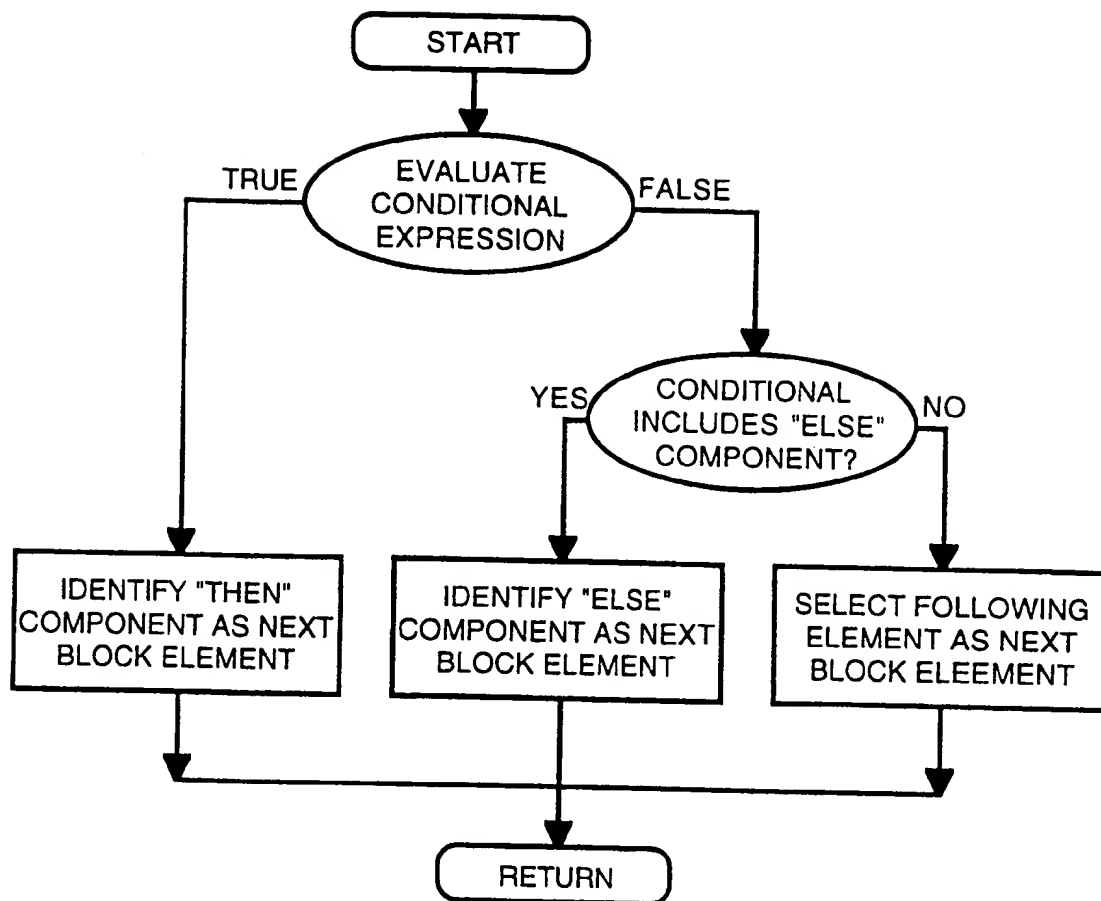 START
EVALUATE
CONDITIONAL
EXPRESSION
TRUE
FALSE
CONDITIONAL
INCLUDES "ELSE"
COMPONENT?
YES
NO
IDENTIFY "THEN"
COMPONENT AS NEXT
BLOCK ELEMENT
IDENTIFY "ELSE"
COMPONENT AS NEXT
BLOCK ELEMENT
SELECT FOLLOWING
ELEMENT AS NEXT
BLOCK ELEEMENT
RETURN